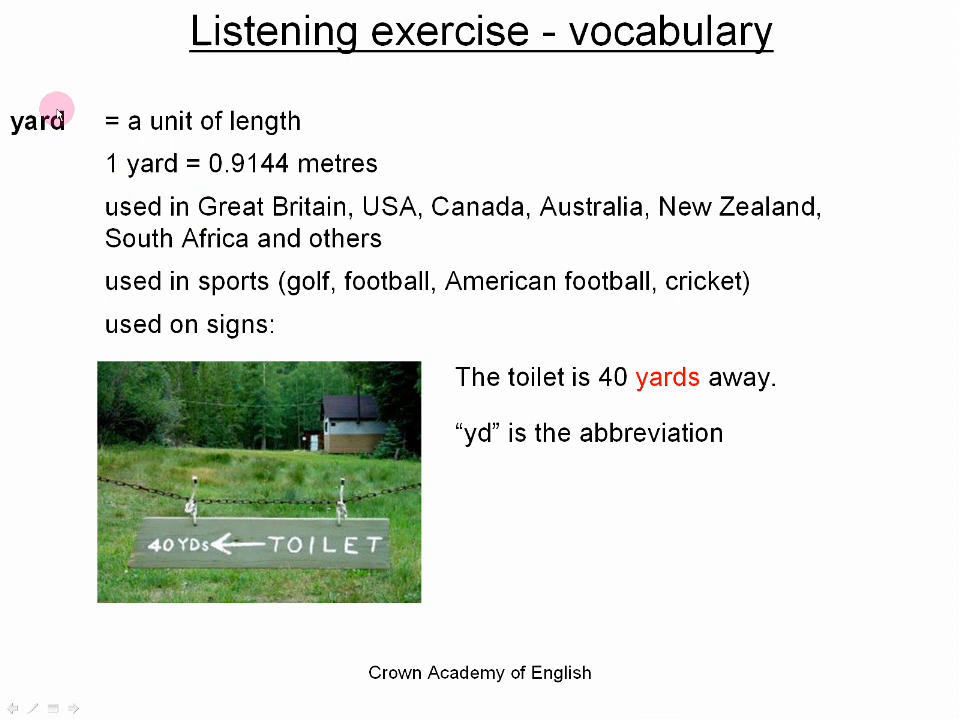 Listening exercise - vocabulary
yard = a unit of length
1 yard = 0.9144 metres
used in Great Britain, USA, Canada, Australia, New Zealand,
South Africa and others
used in sports (golf, football, American football, cricket)
used on signs:
The toilet is 40 yards away.
“yd” is the abbreviation
40 YDs ← TOILET
Crown Academy of English